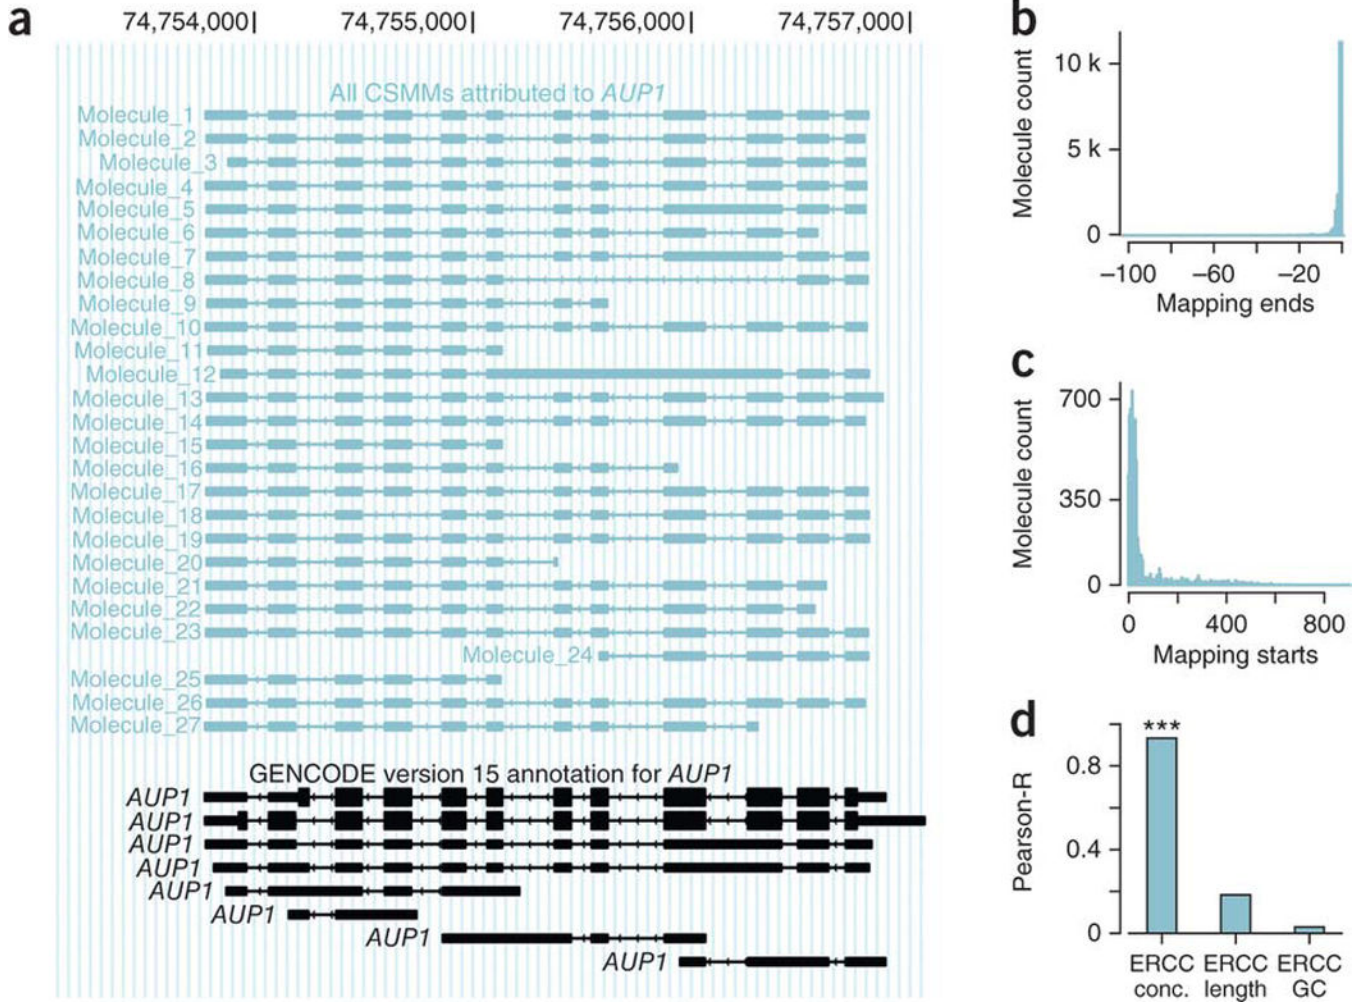 a
74,754,000| 74,755,000| 74,756,000| 74,757,000|
All CSMMs attributed to AUP1
Molecule_1
Molecule_2
Molecule_3
Molecule_4
Molecule_5
Molecule_6
Molecule_7
Molecule_8
Molecule_9
Molecule_10
Molecule_11
Molecule_12
Molecule_13
Molecule_14
Molecule_15
Molecule_16
Molecule_17
Molecule_18
Molecule_19
Molecule_20
Molecule_21
Molecule_22
Molecule_23
Molecule_24
Molecule_25
Molecule_26
Molecule_27
GENCODE version 15 annotation for AUP1
AUP1
AUP1
AUP1
AUP1
AUP1
AUP1
AUP1
AUP1
b
Molecule count
10 k
5 k
0
−100 −60 −20
Mapping ends
c
Molecule count
700
350
0
0 400 800
Mapping starts
d
Pearson-R
***
0.8
0.4
0
ERCC ERCC ERCC
conc. length GC